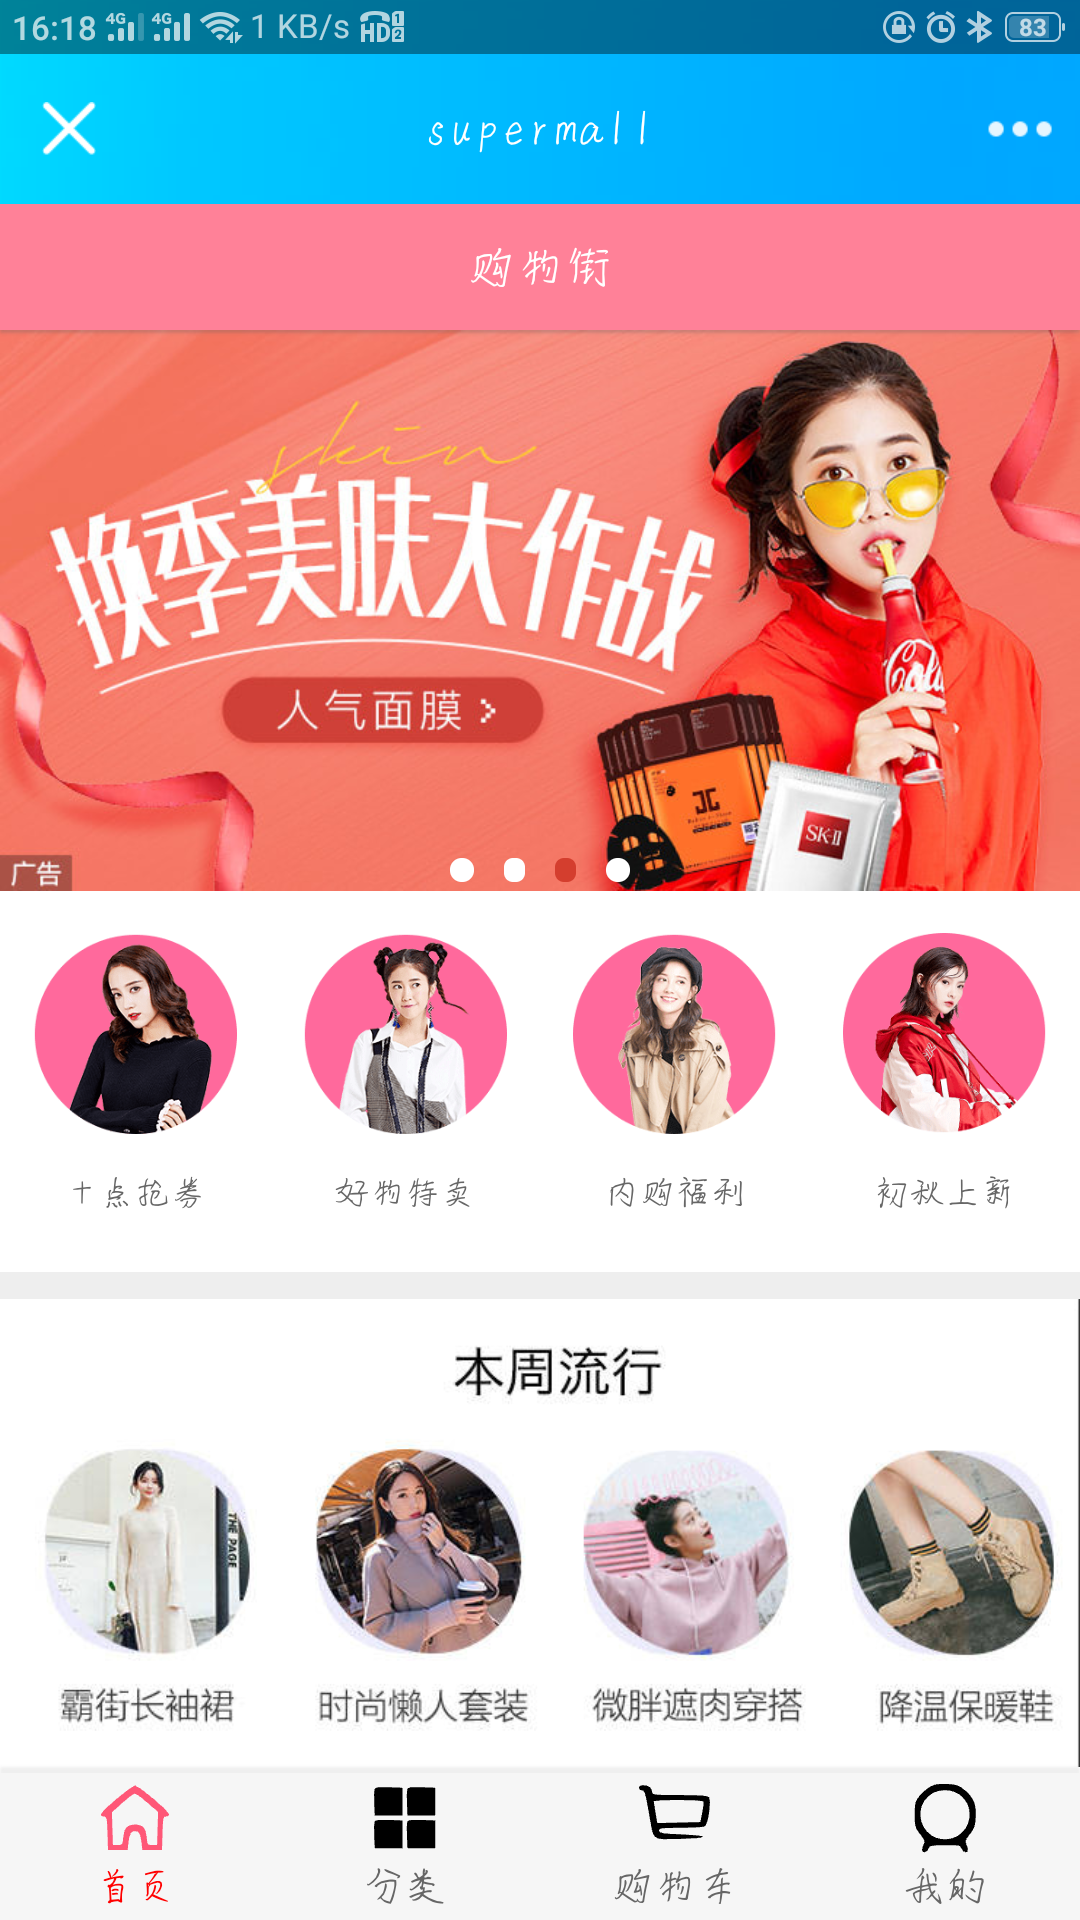 16:18 4G 4G 1 KB/s HD 1 2 83
supermall
购物街
skin
换季美肤大作战
人气面膜
Cola
SK-II
广告
十点抢券 好物特卖 内购福利 初秋上新
本周流行
THE PAGE
霸街长袖裙 时尚懒人套装 微胖遮肉穿搭 降温保暖鞋
首页 分类 购物车 我的